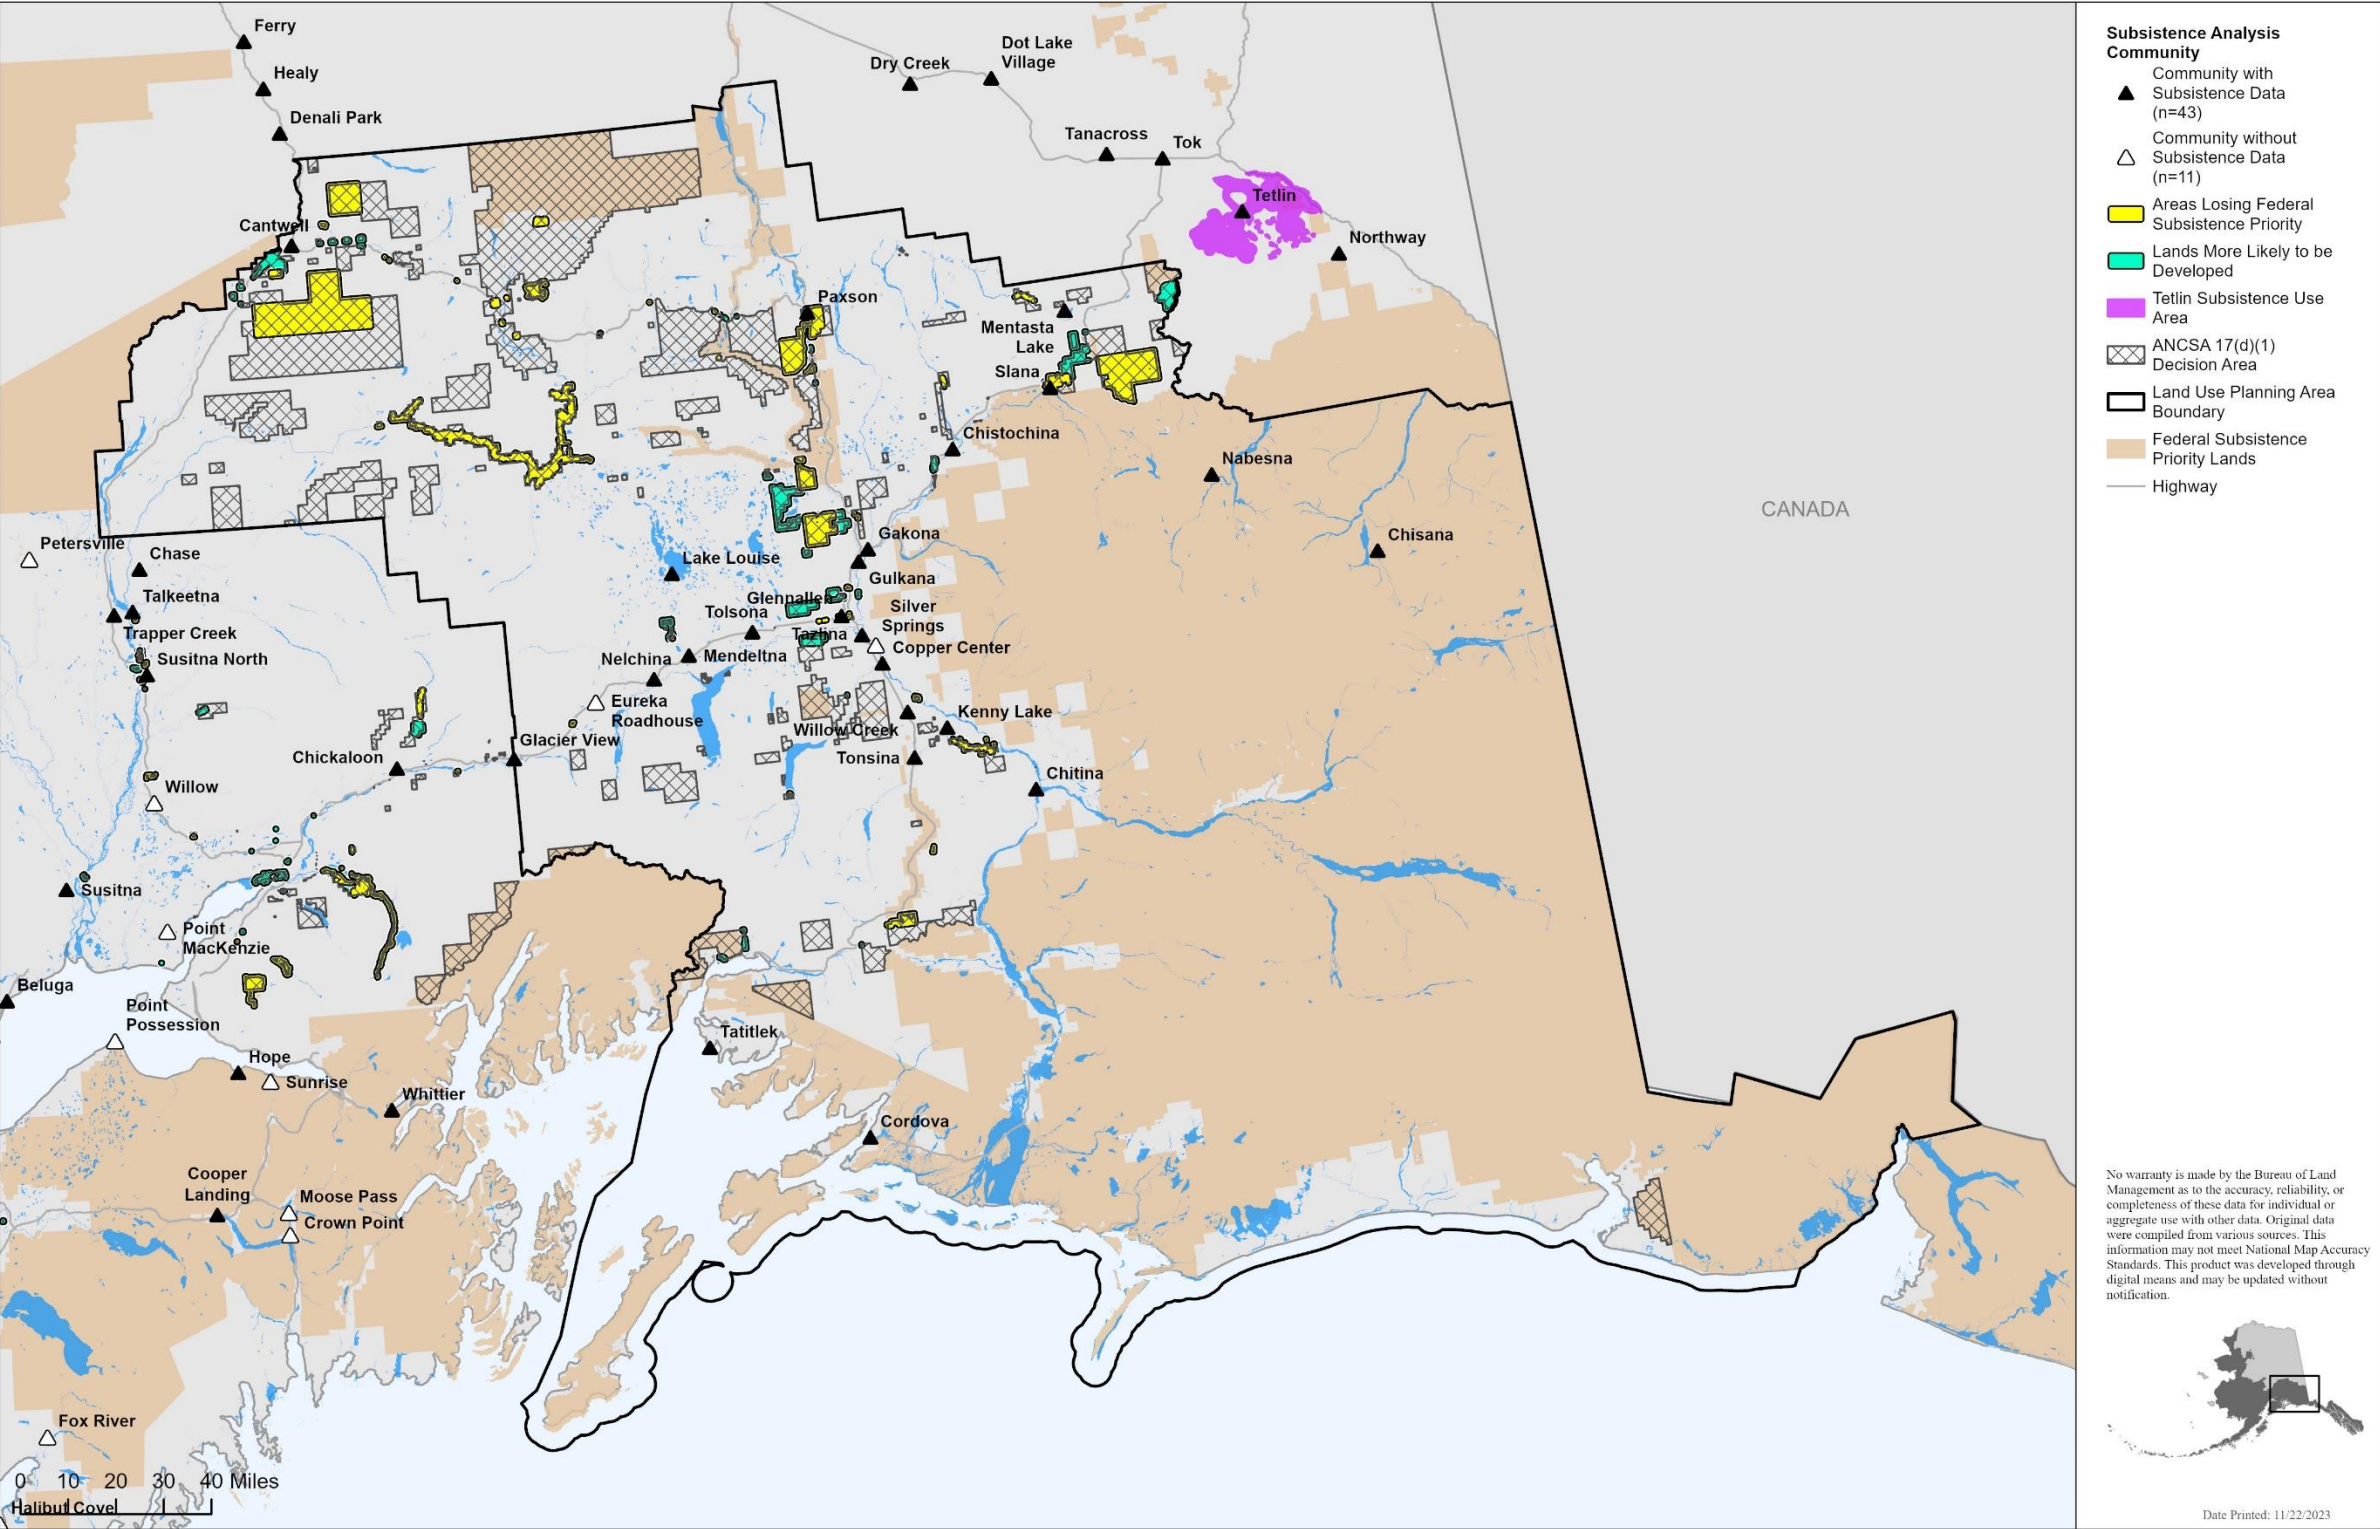 Ferry
Healy
Denali Park
Dry Creek
Dot Lake
Village
Tanacross
Tok
Tetlin
Northway
Cantwell
Paxson
Mentasta
Lake
Slana
Chistochina
Nabesna
CANADA
Chisana
Petersville
Chase
Gakona
Lake Louise
Gulkana
Talkeetna
Glennallen
Tolsona
Silver
Springs
Trapper Creek
Tazlina
Susitna North
Nelchina
Mendeltna
Copper Center
Eureka
Roadhouse
Kenny Lake
Willow Creek
Glacier View
Chickaloon
Tonsina
Chitina
Willow
Susitna
Point
MacKenzie
Beluga
Point
Possession
Tatitlek
Hope
Sunrise
Whittier
Cordova
Cooper
Landing
Moose Pass
Crown Point
Fox River
0 10 20 30 40 Miles
Halibut Cove
Subsistence Analysis
Community
Community with
Subsistence Data
(n=43)
Community without
Subsistence Data
(n=11)
Areas Losing Federal
Subsistence Priority
Lands More Likely to be
Developed
Tetlin Subsistence Use
Area
ANCSA 17(d)(1)
Decision Area
Land Use Planning Area
Boundary
Federal Subsistence
Priority Lands
Highway
No warranty is made by the Bureau of Land
Management as to the accuracy, reliability, or
completeness of these data for individual or
aggregate use with other data. Original data
were compiled from various sources. This
information may not meet National Map Accuracy
Standards. This product was developed through
digital means and may be updated without
notification.
Date Printed: 11/22/2023